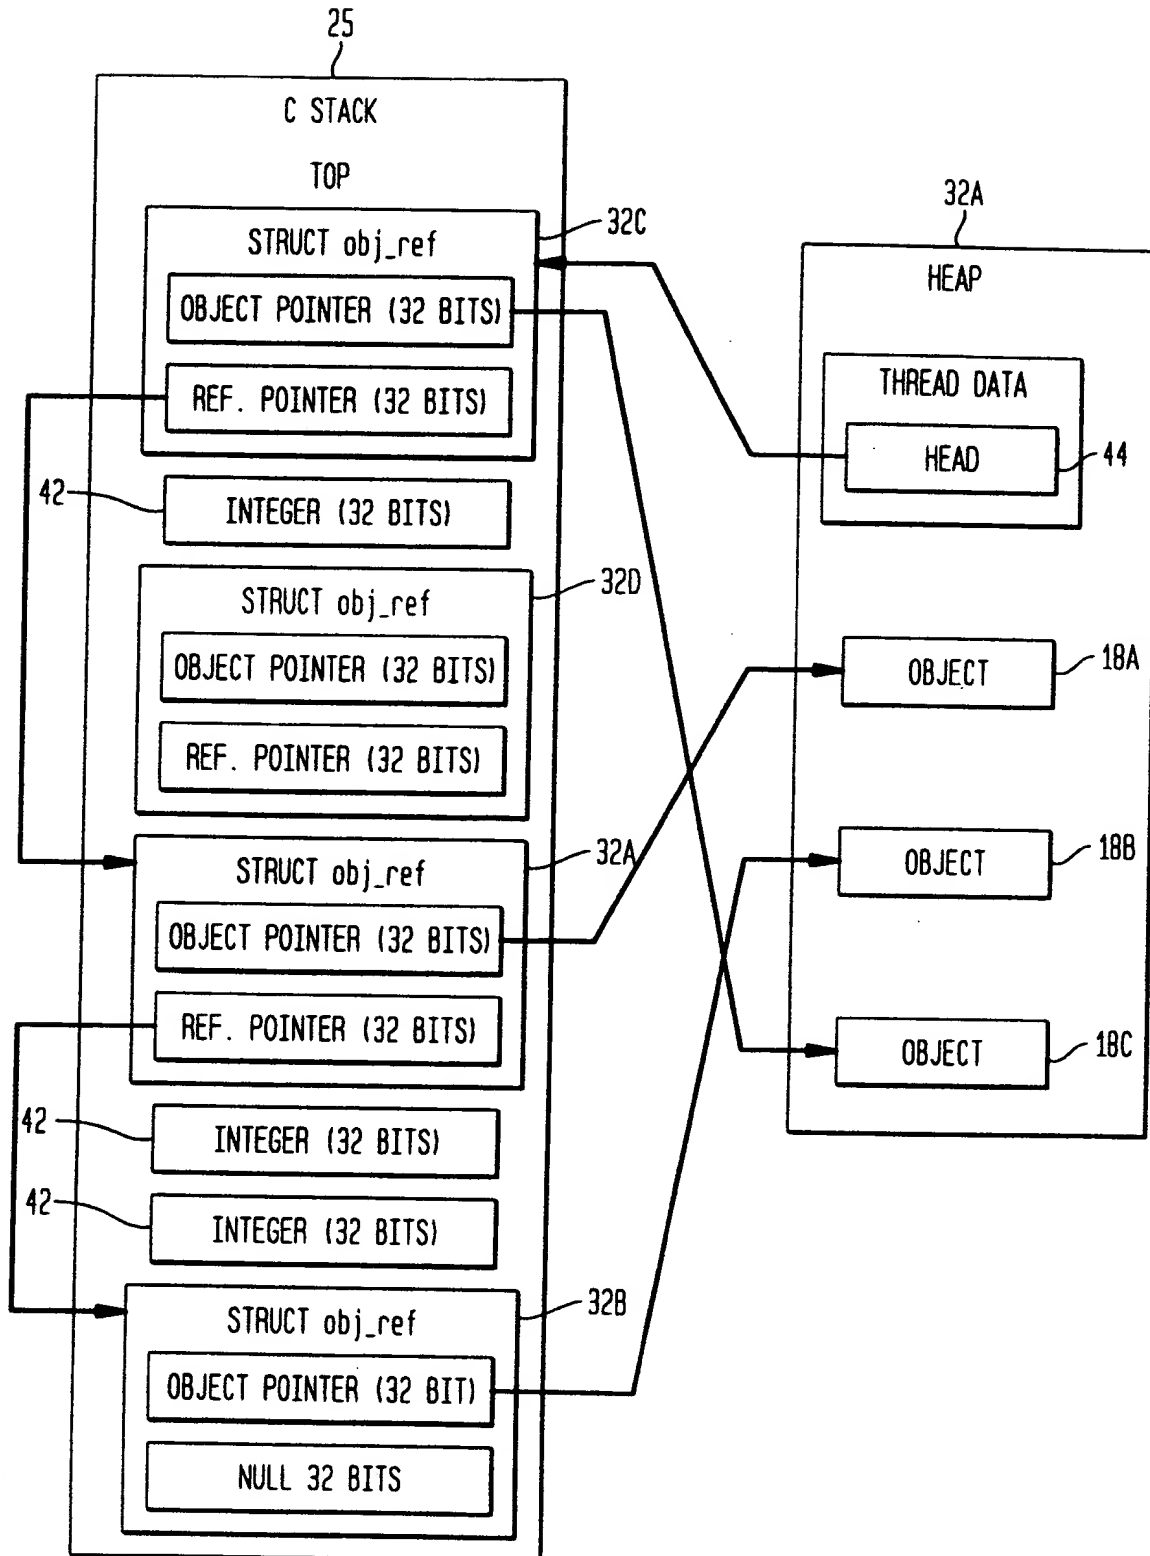 25
C STACK
TOP
32C
STRUCT obj_ref
OBJECT POINTER (32 BITS)
REF. POINTER (32 BITS)
42
INTEGER (32 BITS)
32D
STRUCT obj_ref
OBJECT POINTER (32 BITS)
REF. POINTER (32 BITS)
32A
STRUCT obj_ref
OBJECT POINTER (32 BITS)
REF. POINTER (32 BITS)
42
INTEGER (32 BITS)
42
INTEGER (32 BITS)
32B
STRUCT obj_ref
OBJECT POINTER (32 BIT)
NULL 32 BITS
32A
HEAP
THREAD DATA
HEAD
44
OBJECT
18A
OBJECT
18B
OBJECT
18C